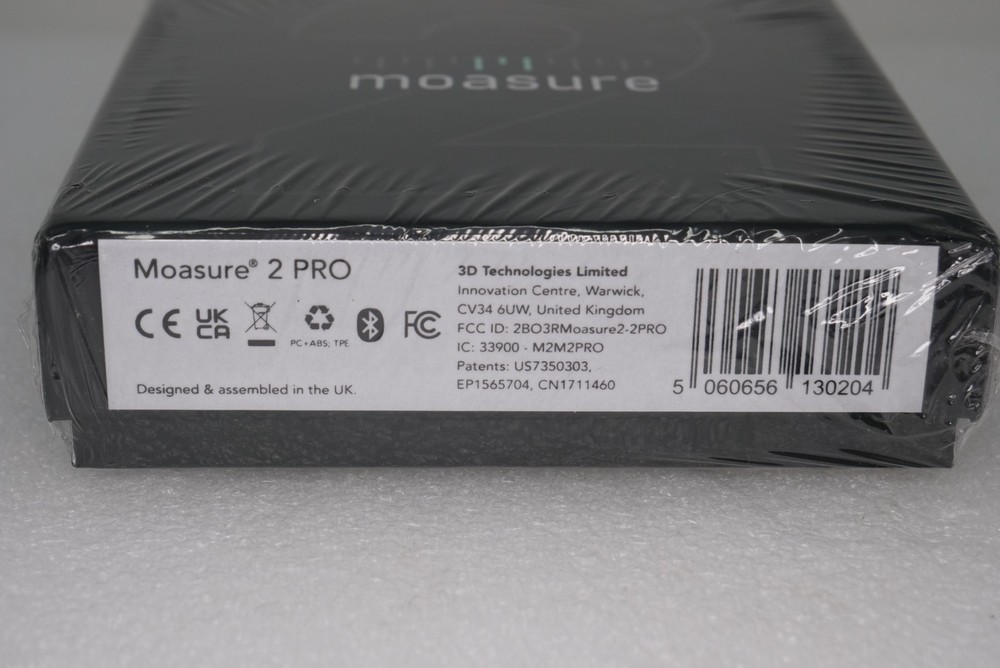 moasure
Moasure® 2 PRO
CE UK CA
PC+ABS; TPE
FC
Designed & assembled in the UK.
3D Technologies Limited
Innovation Centre, Warwick,
CV34 6UW, United Kingdom
FCC ID: 2BO3RMoasure2-2PRO
IC: 33900 - M2M2PRO
Patents: US7350303,
EP1565704, CN1711460
5 060656 130204